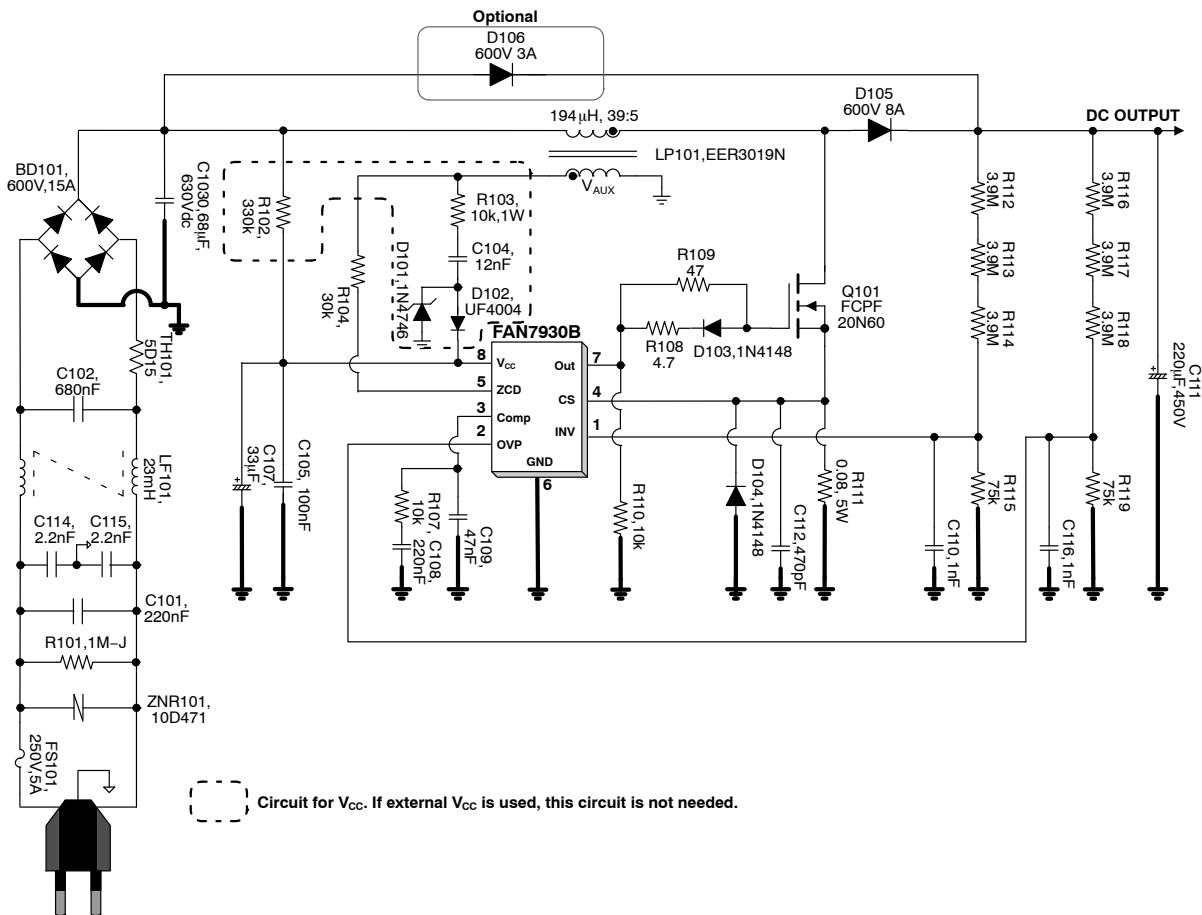 Optional
D106
600V 3A
194μH, 39:5
D105
600V 8A
DC OUTPUT
LP101,EER3019N
VAUX
BD101,
600V,15A
C1030,68μF,
630Vdc
R102,
330k
R103,
10k,1W
C104,
12nF
D101,1N4746
D102,
UF4004
R104,
30k
R109
47
R108
4.7
D103,1N4148
Q101
FCPF
20N60
R112
3.9M
R113
3.9M
R114
3.9M
R116
3.9M
R117
3.9M
R118
3.9M
C111
220μF,450V
TH101,
5D15
FAN7930B
8
VCC
5
ZCD
3
Comp
2
OVP
GND
6
Out
7
CS
4
INV
1
C102,
680nF
LF101,
23mH
C107,
33μF
C105, 100nF
R107,
10k
C108,
220nF
C109,
47nF
R110,10k
D104,1N4148
C112,470pF
R111
0.08, 5W
C110,1nF
R115
75k
C116,1nF
R119
75k
C114,
2.2nF
C115,
2.2nF
C101,
220nF
R101,1M-J
ZNR101,
10D471
FS101,
250V,5A
Circuit for VCC. If external VCC is used, this circuit is not needed.